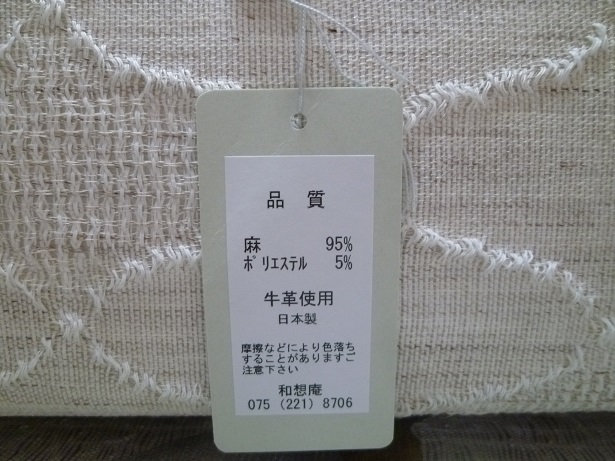 品 質
麻 95%
ポリエステル 5%
牛革使用
日本製
摩擦などにより色落ち
することがありますご
注意下さい
和想庵
075 (221) 8706